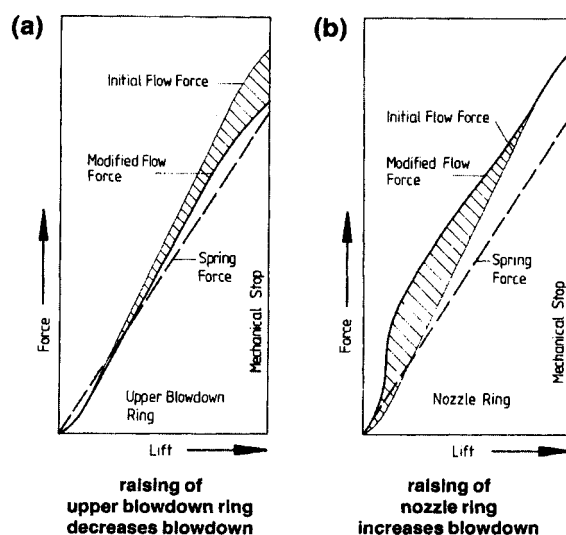 (a)
Initial Flow Force
Modified Flow
Force
Spring
Force
Mechanical Stop
Force
Upper Blowdown
Ring
Lift
raising of
upper blowdown ring
decreases blowdown
(b)
Initial Flow Force
Modified Flow
Force
Spring
Force
Mechanical Stop
Force
Nozzle Ring
Lift
raising of
nozzle ring
increases blowdown